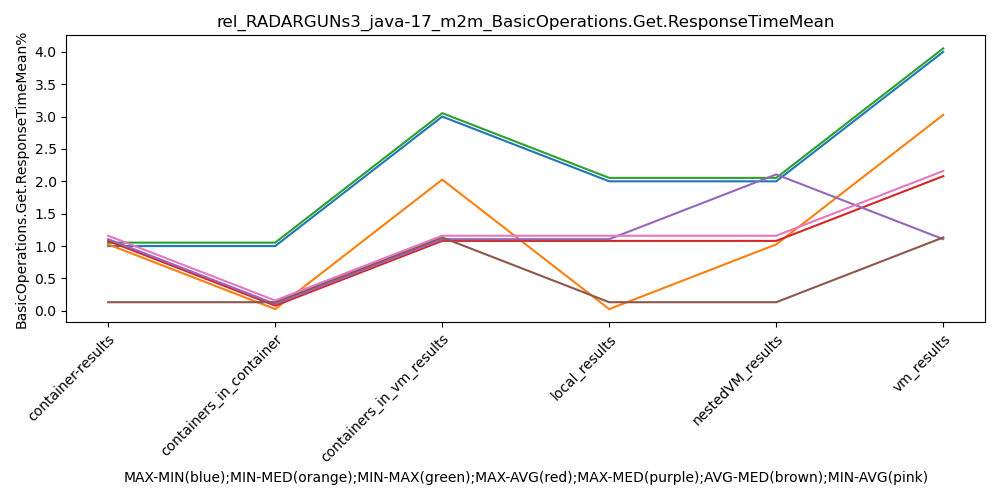 rel_RADARGUNs3_java-17_m2m_BasicOperations.Get.ResponseTimeMean
BasicOperations.Get.ResponseTimeMean%
4.0
3.5
3.0
2.5
2.0
1.5
1.0
0.5
0.0
container-results
containers_in_container
containers_in_vm_results
local_results
nestedVM_results
vm_results
MAX-MIN(blue);MIN-MED(orange);MIN-MAX(green);MAX-AVG(red);MAX-MED(purple);AVG-MED(brown);MIN-AVG(pink)